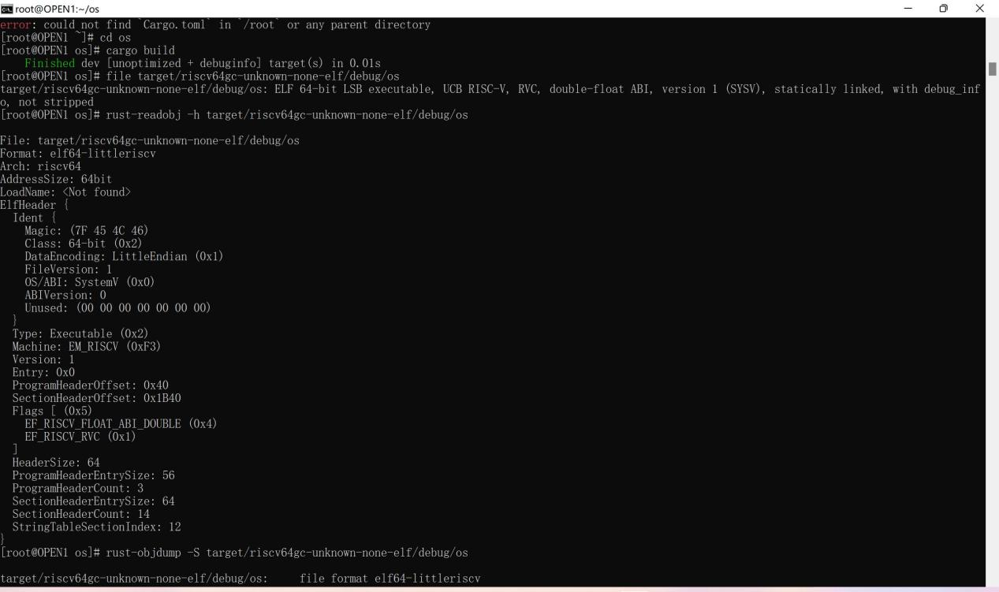 root@OPEN1:~/os
error: could not find `Cargo.toml` in `/root` or any parent directory
[root@OPEN1 ~]# cd os
[root@OPEN1 os]# cargo build
    Finished dev [unoptimized + debuginfo] target(s) in 0.01s
[root@OPEN1 os]# file target/riscv64gc-unknown-none-elf/debug/os
target/riscv64gc-unknown-none-elf/debug/os: ELF 64-bit LSB executable, UCB RISC-V, RVC, double-float ABI, version 1 (SYSV), statically linked, with debug_inf
o, not stripped
[root@OPEN1 os]# rust-readobj -h target/riscv64gc-unknown-none-elf/debug/os

File: target/riscv64gc-unknown-none-elf/debug/os
Format: elf64-littleriscv
Arch: riscv64
AddressSize: 64bit
LoadName: <Not found>
ElfHeader {
  Ident {
    Magic: (7F 45 4C 46)
    Class: 64-bit (0x2)
    DataEncoding: LittleEndian (0x1)
    FileVersion: 1
    OS/ABI: SystemV (0x0)
    ABIVersion: 0
    Unused: (00 00 00 00 00 00 00)
  }
  Type: Executable (0x2)
  Machine: EM_RISCV (0xF3)
  Version: 1
  Entry: 0x0
  ProgramHeaderOffset: 0x40
  SectionHeaderOffset: 0x1B40
  Flags [ (0x5)
    EF_RISCV_FLOAT_ABI_DOUBLE (0x4)
    EF_RISCV_RVC (0x1)
  ]
  HeaderSize: 64
  ProgramHeaderEntrySize: 56
  ProgramHeaderCount: 3
  SectionHeaderEntrySize: 64
  SectionHeaderCount: 14
  StringTableSectionIndex: 12
}
[root@OPEN1 os]# rust-objdump -S target/riscv64gc-unknown-none-elf/debug/os

target/riscv64gc-unknown-none-elf/debug/os:     file format elf64-littleriscv